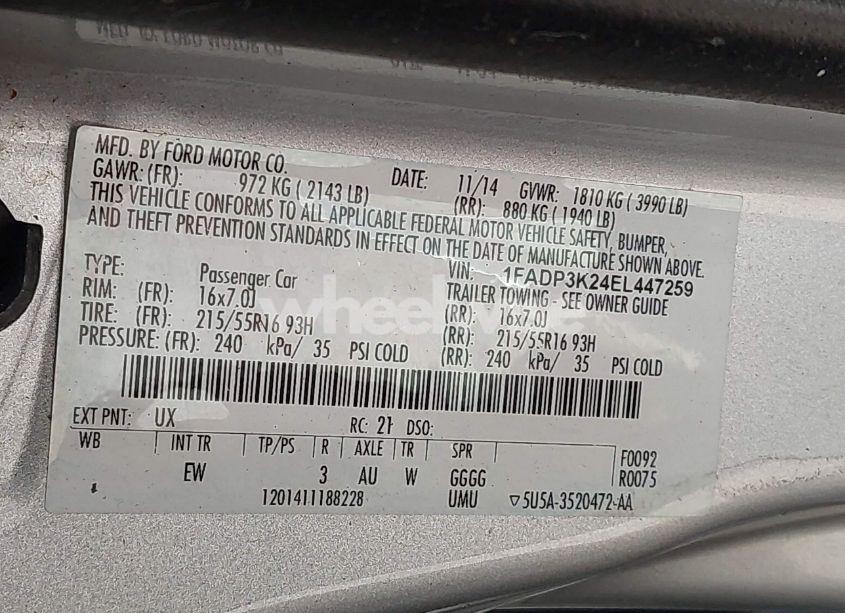 MFD. BY FORD MOTOR CO.
MFD. BY FORD MOTOR CO. DATE: 11/14 GVWR: 1810 KG ( 3990 LB)
GAWR: (FR): 972 KG ( 2143 LB) (RR): 880 KG ( 1940 LB)
THIS VEHICLE CONFORMS TO ALL APPLICABLE FEDERAL MOTOR VEHICLE SAFETY, BUMPER,
AND THEFT PREVENTION STANDARDS IN EFFECT ON THE DATE OF MANUFACTURE SHOWN ABOVE.
VIN: 1FADP3K24EL447259
TYPE: Passenger Car TRAILER TOWING - SEE OWNER GUIDE
RIM: (FR): 16x7.0J (RR): 16x7.0J
TIRE: (FR): 215/55R16 93H (RR): 215/55R16 93H
PRESSURE: (FR): 240 kPa/ 35 PSI COLD (RR): 240 kPa/ 35 PSI COLD
EXT PNT: UX RC: 21 DSO:
WB INT TR TP/PS R AXLE TR SPR F0092
EW 3 AU W GGGG R0075
1201411188228 UMU ▽5U5A-3520472-AA